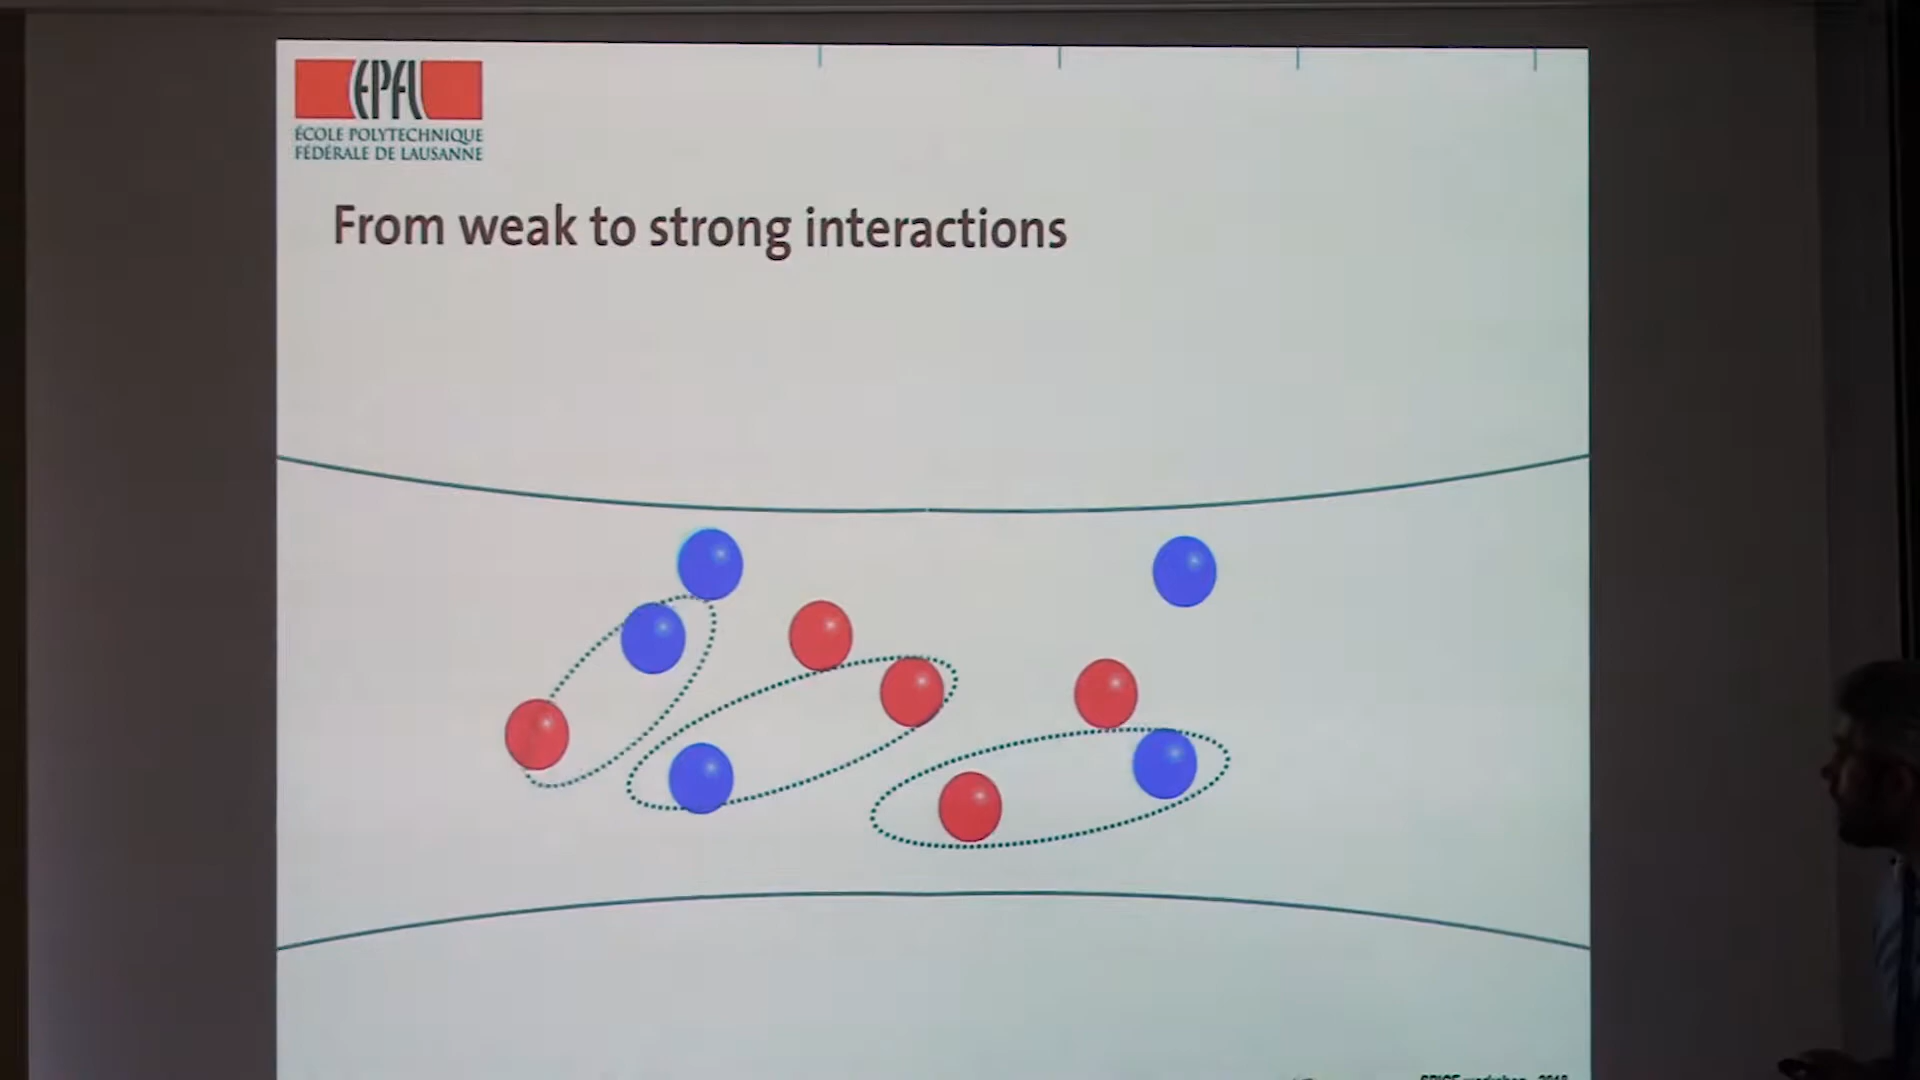 EPFL
ÉCOLE POLYTECHNIQUE
FÉDÉRALE DE LAUSANNE
From weak to strong interactions